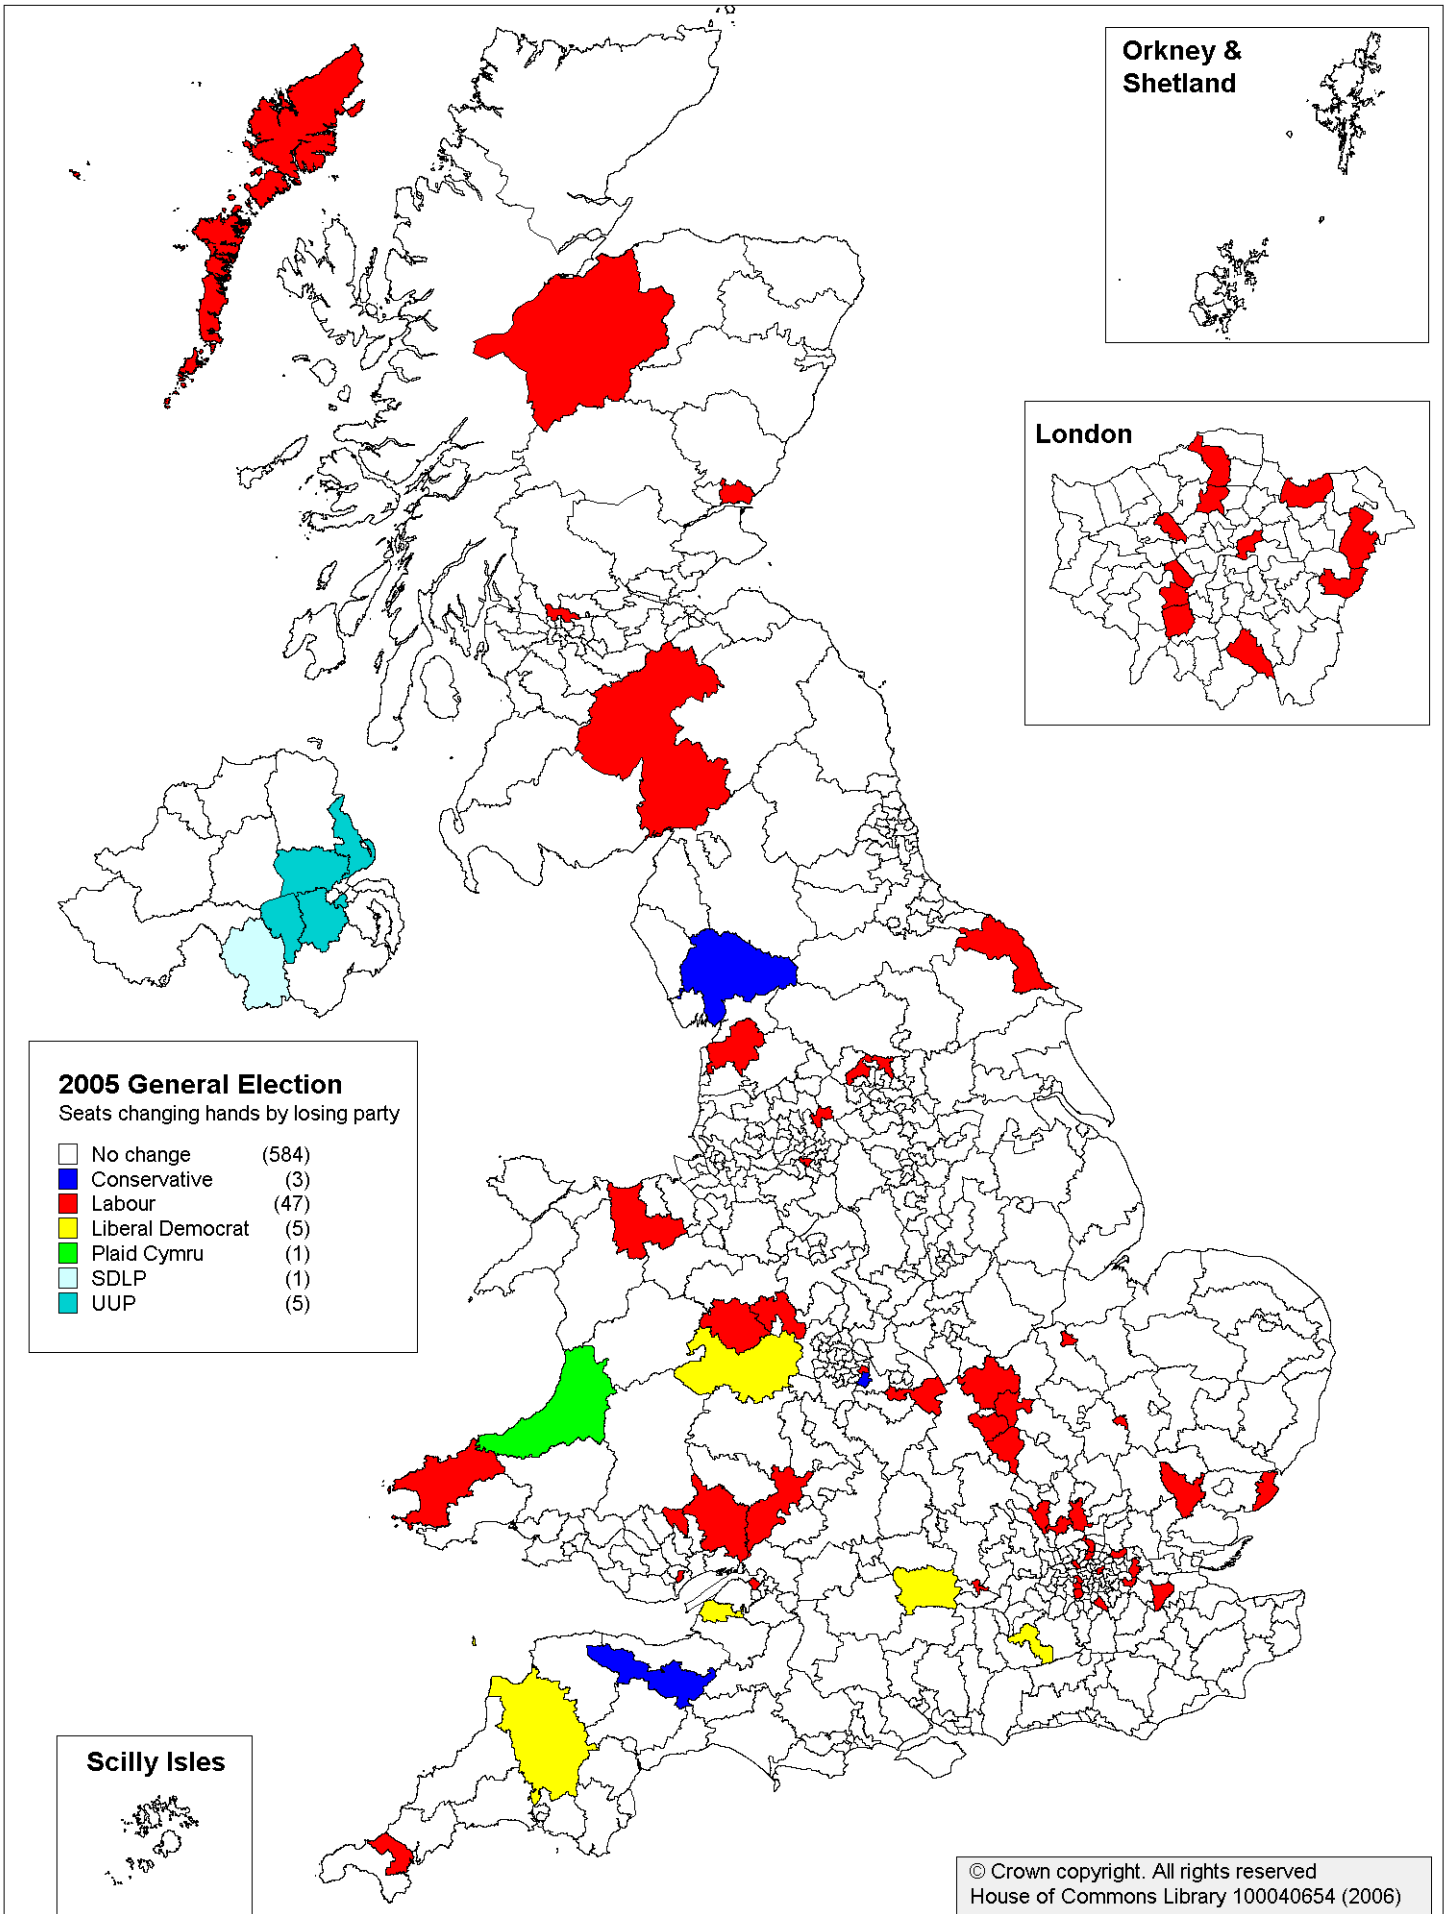 Orkney &
Shetland
London
2005 General Election
Seats changing hands by losing party
No change (584)
Conservative (3)
Labour (47)
Liberal Democrat (5)
Plaid Cymru (1)
SDLP (1)
UUP (5)
Scilly Isles
© Crown copyright. All rights reserved
House of Commons Library 100040654 (2006)